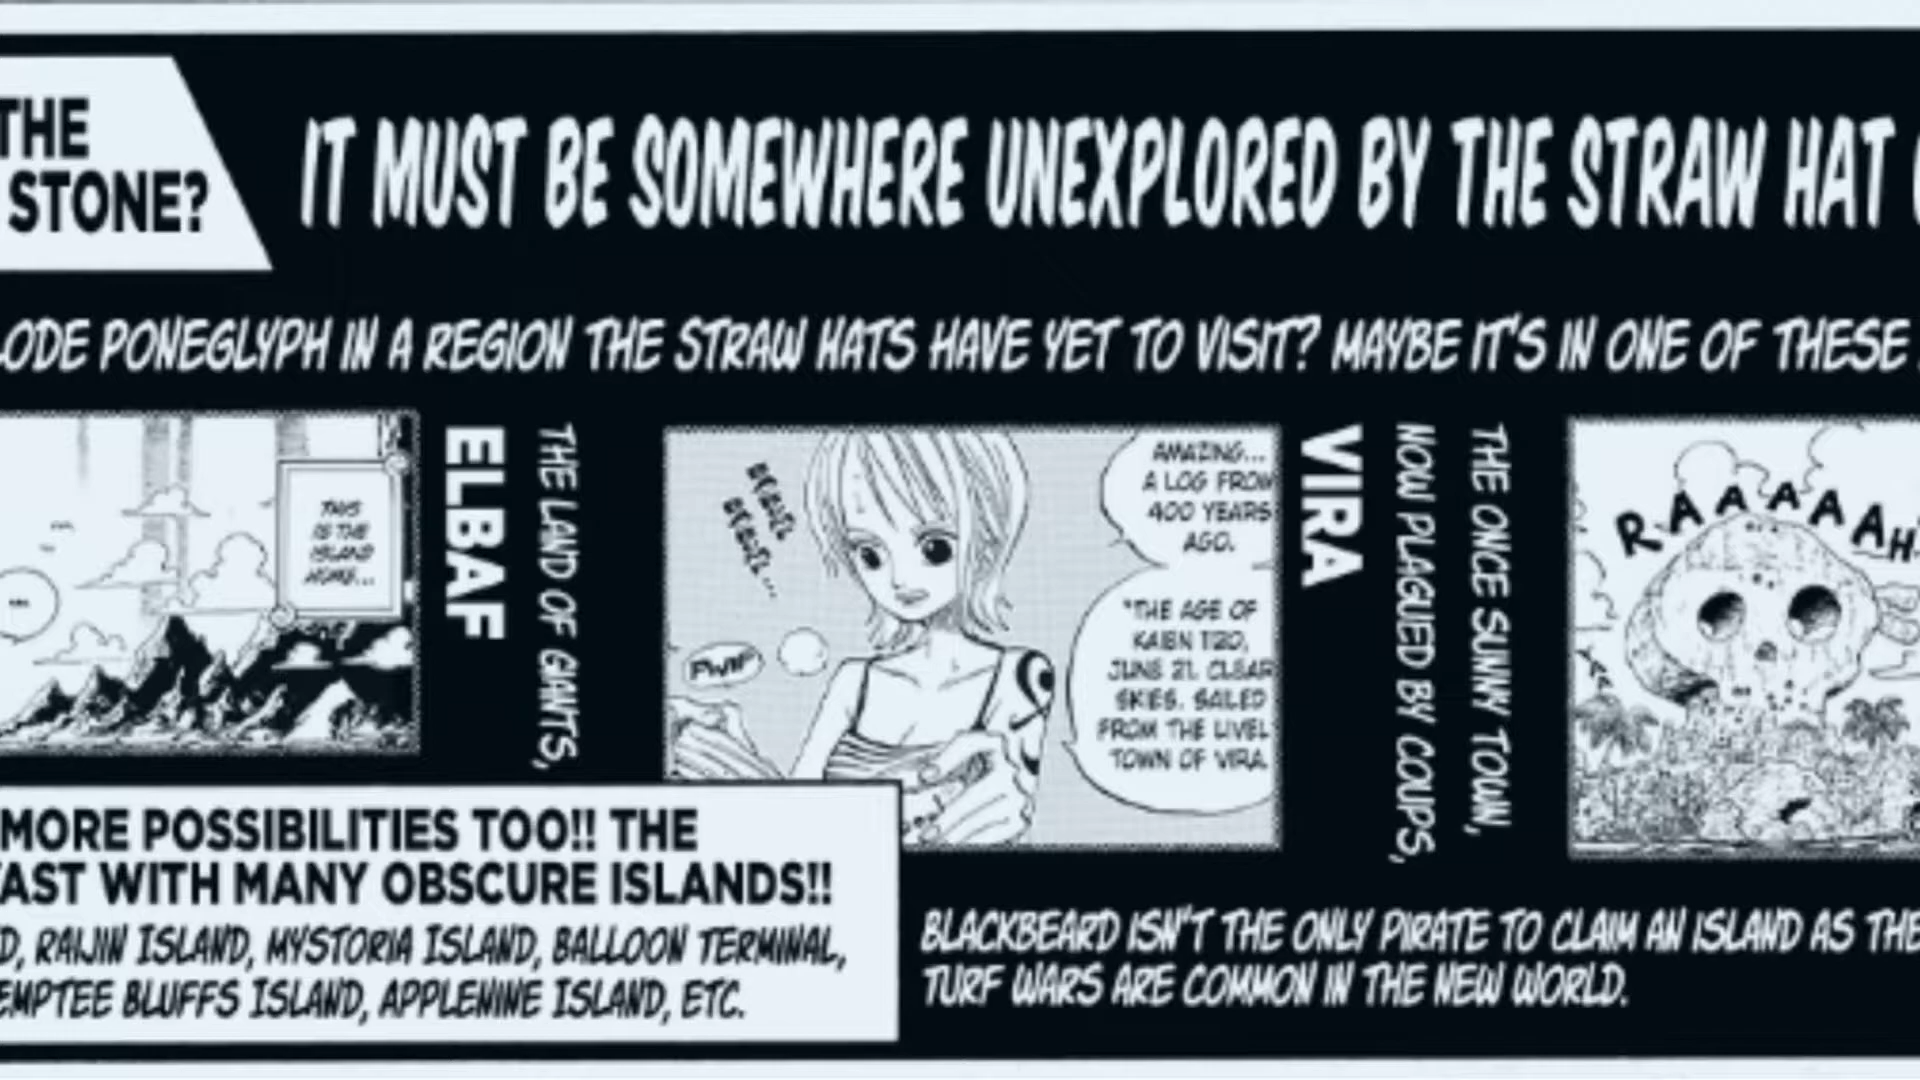 THE
STONE?
IT MUST BE SOMEWHERE UNEXPLORED BY THE STRAW HAT
LODE PONEGLYPH IN A REGION THE STRAW HATS HAVE YET TO VISIT? MAYBE IT'S IN ONE OF THESE
THIS
IS THE
ISLAND
HOME...
...
ELBAF
THE LAND OF GIANTS,
FWIF
AMAZING...
A LOG FROM
400 YEARS
AGO.
"THE AGE OF
KAIEN 1120,
JUNE 21. CLEAR
SKIES. SAILED
FROM THE LIVEL
TOWN OF VIRA.
VIRA
THE ONCE SUNNY TOWN,
NOW PLAGUED BY COUPS,
RAAAAAH
MORE POSSIBILITIES TOO!! THE
AST WITH MANY OBSCURE ISLANDS!!
D, RAIJIN ISLAND, MYSTORIA ISLAND, BALLOON TERMINAL,
EMPTEE BLUFFS ISLAND, APPLENINE ISLAND, ETC.
BLACKBEARD ISN'T THE ONLY PIRATE TO CLAIM AN ISLAND AS THE
TURF WARS ARE COMMON IN THE NEW WORLD.